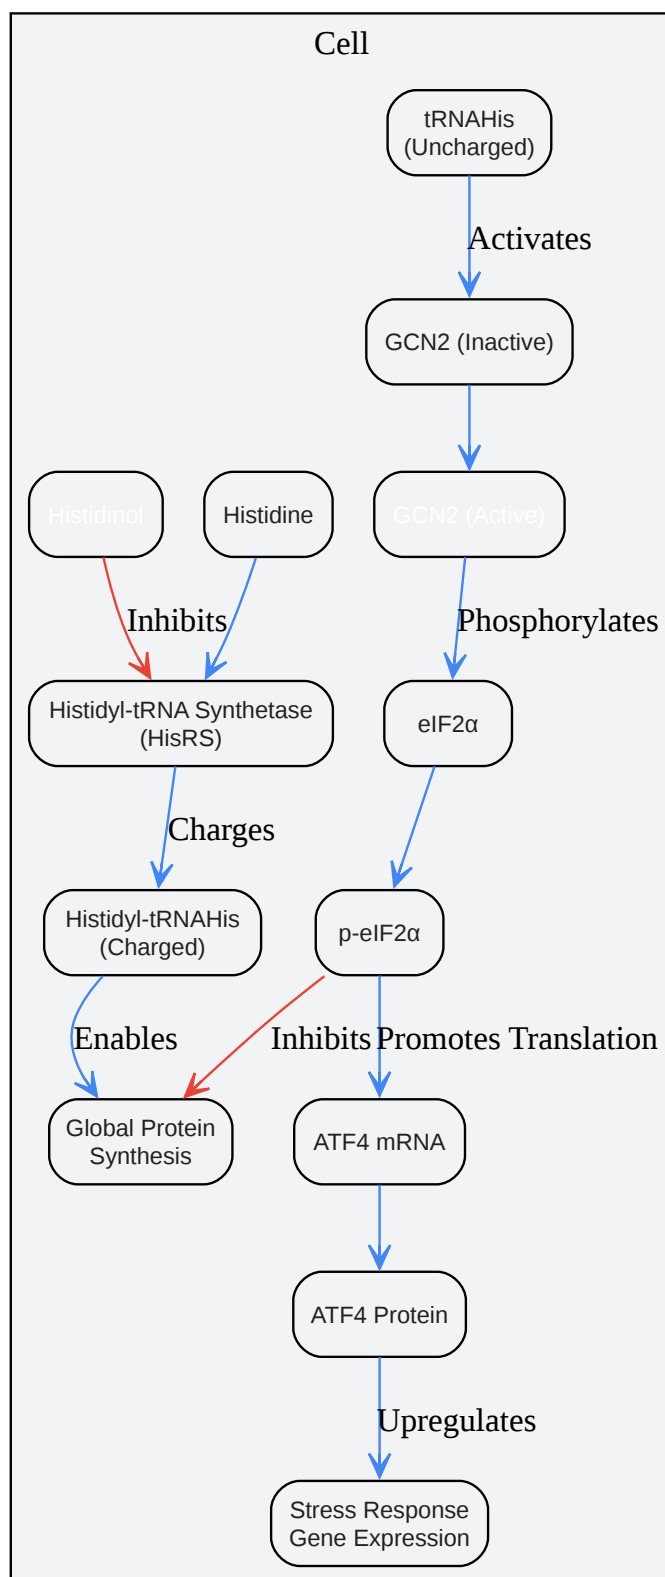 Cell
tRNAHis
(Uncharged)
Activates
GCN2 (Inactive)
Histidinol
Histidine
GCN2 (Active)
Inhibits
Phosphorylates
Histidyl-tRNA Synthetase
(HisRS)
eIF2α
Charges
Histidyl-tRNAHis
(Charged)
p-eIF2α
Enables
Inhibits
Promotes Translation
Global Protein
Synthesis
ATF4 mRNA
ATF4 Protein
Upregulates
Stress Response
Gene Expression